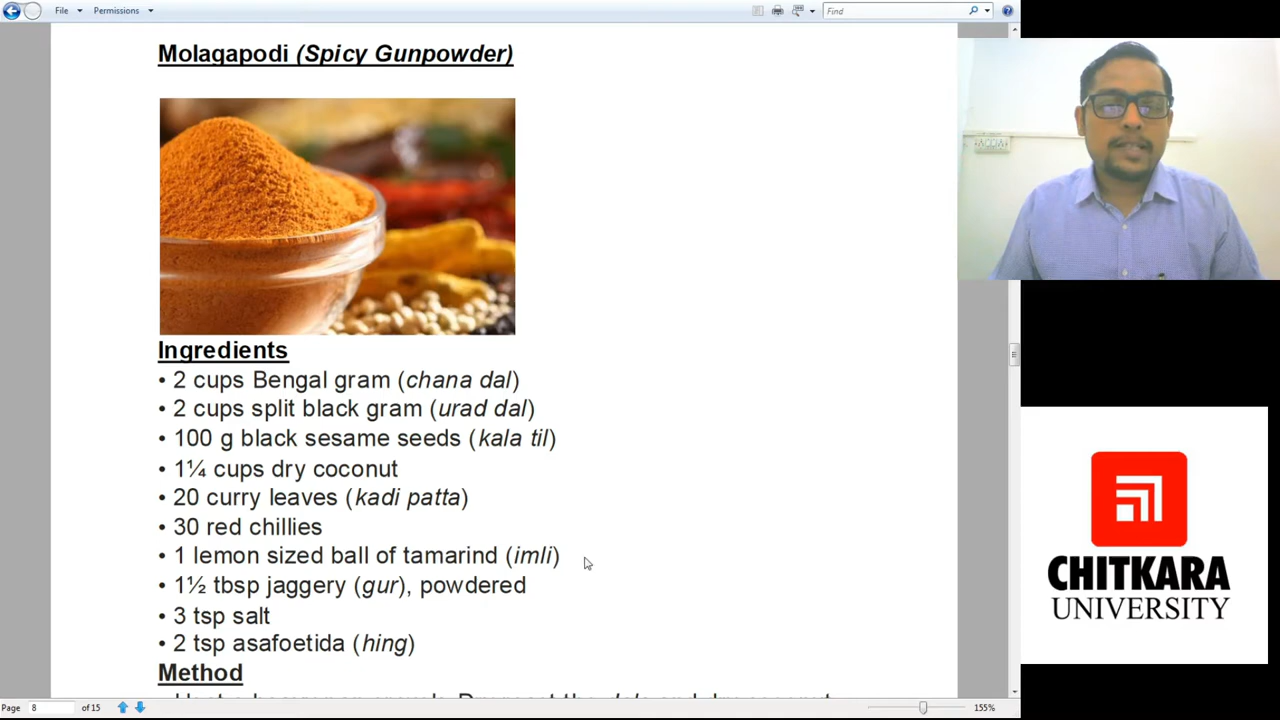 File
Permissions
Find
Molagapodi (Spicy Gunpowder)
Ingredients
• 2 cups Bengal gram (chana dal)
• 2 cups split black gram (urad dal)
• 100 g black sesame seeds (kala til)
• 1¼ cups dry coconut
• 20 curry leaves (kadi patta)
• 30 red chillies
• 1 lemon sized ball of tamarind (imli)
• 1½ tbsp jaggery (gur), powdered
• 3 tsp salt
• 2 tsp asafoetida (hing)
Method
CHITKARA
UNIVERSITY
Page 8 of 15
155%